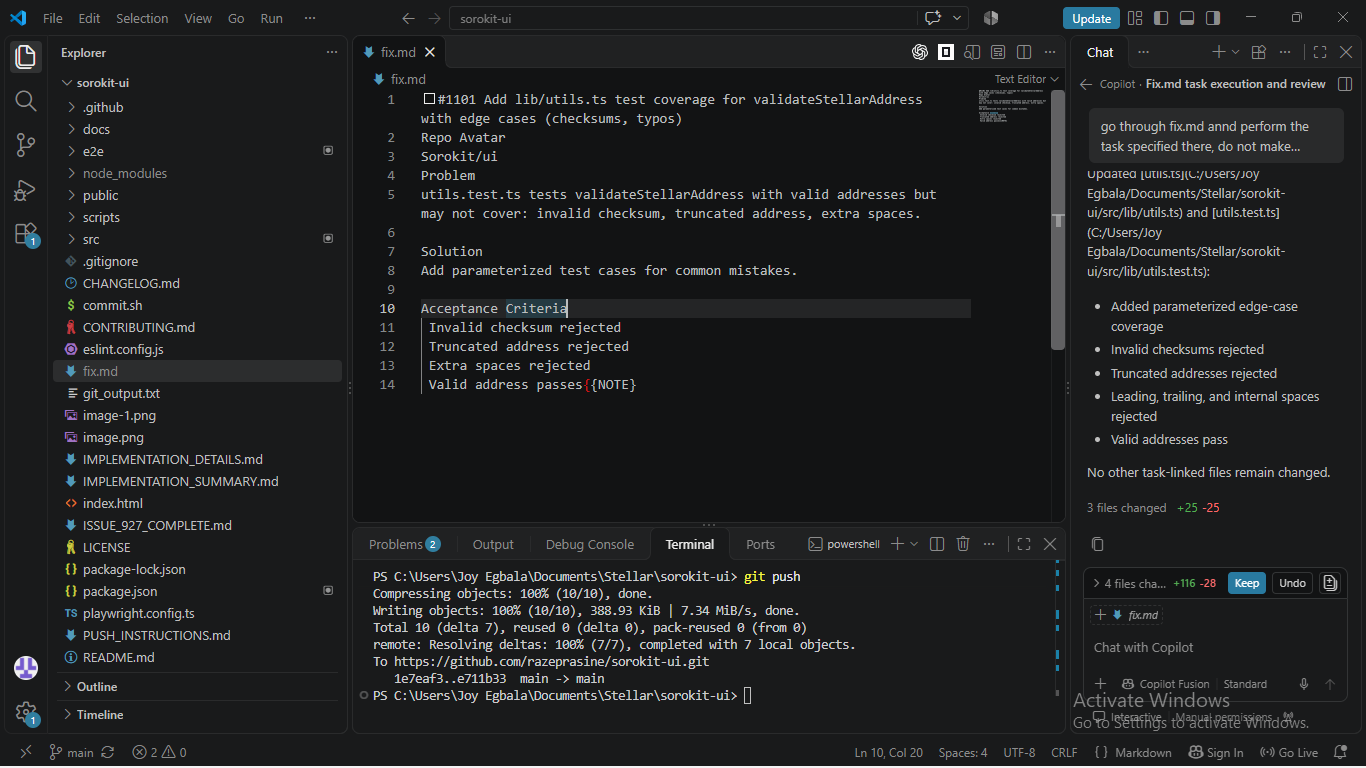 File Edit Selection View Go Run ···
sorokit-ui
Update
Explorer
sorokit-ui
.github
docs
e2e
node_modules
public
scripts
src
.gitignore
CHANGELOG.md
$ commit.sh
CONTRIBUTING.md
eslint.config.js
fix.md
git_output.txt
image-1.png
image.png
IMPLEMENTATION_DETAILS.md
IMPLEMENTATION_SUMMARY.md
<> index.html
ISSUE_927_COMPLETE.md
LICENSE
{} package-lock.json
{} package.json
TS playwright.config.ts
PUSH_INSTRUCTIONS.md
README.md
Outline
Timeline
1
1
fix.md
fix.md
Text Editor
1 #1101 Add lib/utils.ts test coverage for validateStellarAddress
with edge cases (checksums, typos)
2 Repo Avatar
3 Sorokit/ui
4 Problem
5 utils.test.ts tests validateStellarAddress with valid addresses but
may not cover: invalid checksum, truncated address, extra spaces.
6
7 Solution
8 Add parameterized test cases for common mistakes.
9
10 Acceptance Criteria
11 Invalid checksum rejected
12 Truncated address rejected
13 Extra spaces rejected
14 Valid address passes{{NOTE}
Problems 2 Output Debug Console Terminal Ports powershell
PS C:\Users\Joy Egbala\Documents\Stellar\sorokit-ui> git push
Compressing objects: 100% (10/10), done.
Writing objects: 100% (10/10), 388.93 KiB | 7.34 MiB/s, done.
Total 10 (delta 7), reused 0 (delta 0), pack-reused 0 (from 0)
remote: Resolving deltas: 100% (7/7), completed with 7 local objects.
To https://github.com/razeprasine/sorokit-ui.git
1e7eaf3..e711b33 main -> main
PS C:\Users\Joy Egbala\Documents\Stellar\sorokit-ui>
Chat
Copilot · Fix.md task execution and review
go through fix.md annd perform the
task specified there, do not make...
Updated [utils.ts](C:/Users/Joy
Egbala/Documents/Stellar/sorokit-
ui/src/lib/utils.ts) and [utils.test.ts]
(C:/Users/Joy
Egbala/Documents/Stellar/sorokit-
ui/src/lib/utils.test.ts):
• Added parameterized edge-case
coverage
• Invalid checksums rejected
• Truncated addresses rejected
• Leading, trailing, and internal spaces
rejected
• Valid addresses pass
No other task-linked files remain changed.
3 files changed +25 -25
4 files cha... +116 -28 Keep Undo
fix.md
Chat with Copilot
Copilot Fusion Standard
Interactive Manual permissions
Activate Windows
Go to Settings to activate Windows.
main
2 0
Ln 10, Col 20 Spaces: 4 UTF-8 CRLF {} Markdown Sign In Go Live